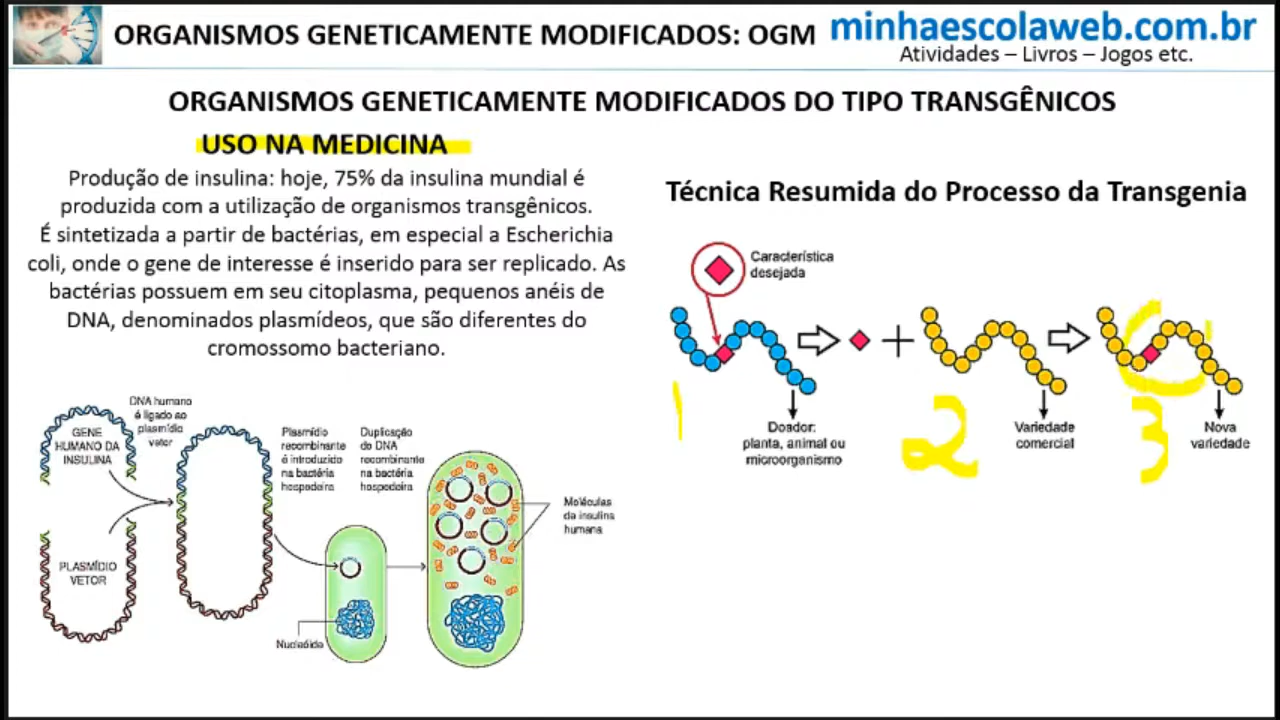 ORGANISMOS GENETICAMENTE MODIFICADOS: OGM
minhaescolaweb.com.br
Atividades – Livros – Jogos etc.
ORGANISMOS GENETICAMENTE MODIFICADOS DO TIPO TRANSGÊNICOS
USO NA MEDICINA
Produção de insulina: hoje, 75% da insulina mundial é
produzida com a utilização de organismos transgênicos.
É sintetizada a partir de bactérias, em especial a Escherichia
coli, onde o gene de interesse é inserido para ser replicado. As
bactérias possuem em seu citoplasma, pequenos anéis de
DNA, denominados plasmídeos, que são diferentes do
cromossomo bacteriano.
DNA humano
é ligado ao
plasmídio
vetor
GENE
HUMANO DA
INSULINA
PLASMÍDIO
VETOR
Plasmídio
recombinante
é introduzido
na bactéria
hospedeira
Duplicação
do DNA
recombinante
na bactéria
hospedeira
Nucleóide
Moléculas
de insulina
humana
Técnica Resumida do Processo da Transgenia
Característica
desejada
1
2
3
Doador:
planta, animal ou
microorganismo
Variedade
comercial
Nova
variedade